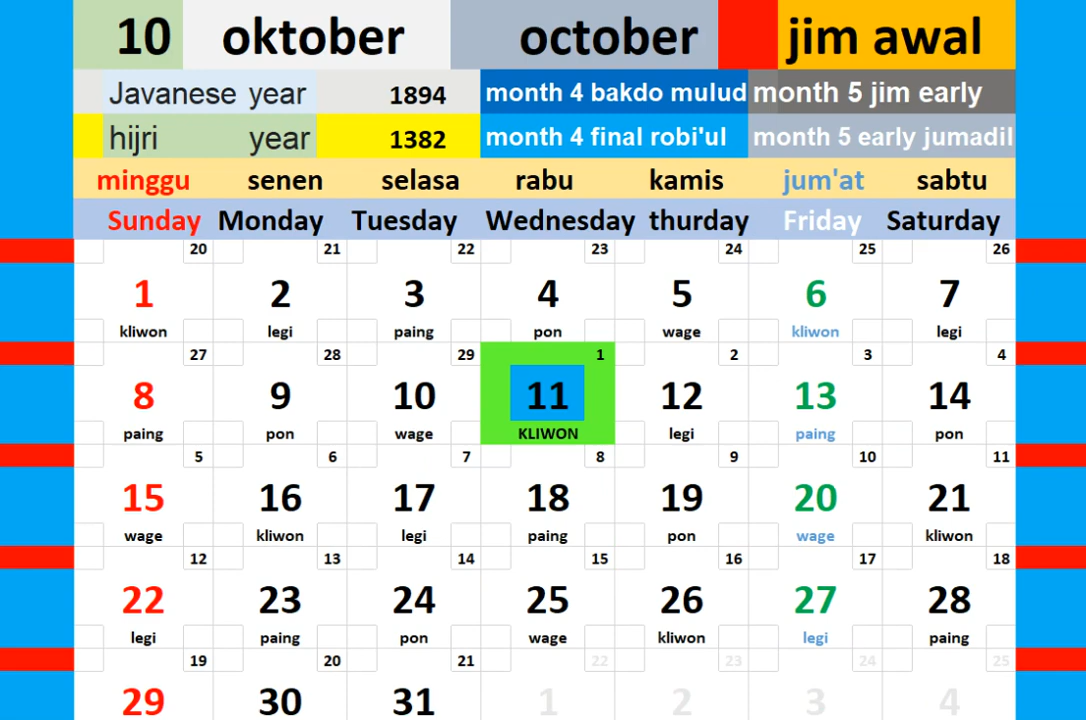 10 oktober october jim awal
Javanese year 1894 month 4 bakdo mulud month 5 jim early
hijri year 1382 month 4 final robi'ul month 5 early jumadil
minggu senen selasa rabu kamis jum'at sabtu
Sunday Monday Tuesday Wednesday thurday Friday Saturday
20 21 22 23 24 25 26
1 2 3 4 5 6 7
kliwon legi paing pon wage kliwon legi
27 28 29 1 2 3 4
8 9 10 11 12 13 14
paing pon wage KLIWON legi paing pon
5 6 7 8 9 10 11
15 16 17 18 19 20 21
wage kliwon legi paing pon wage kliwon
12 13 14 15 16 17 18
22 23 24 25 26 27 28
legi paing pon wage kliwon legi paing
19 20 21 22 23 24 25
29 30 31 1 2 3 4